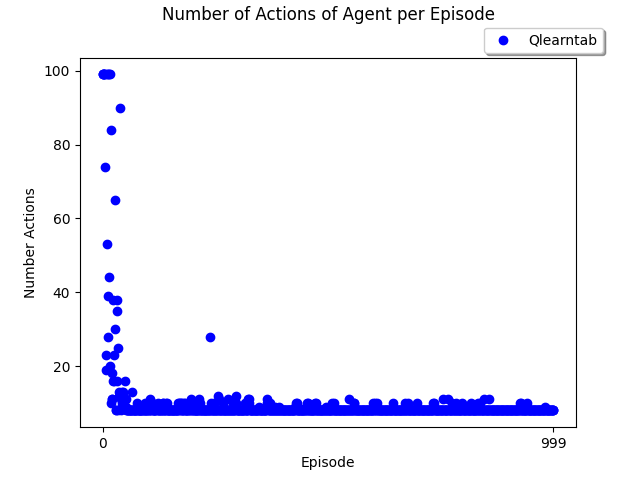 Number of Actions of Agent per Episode
Qlearntab
100
80
60
40
20
Number Actions
0 999
Episode